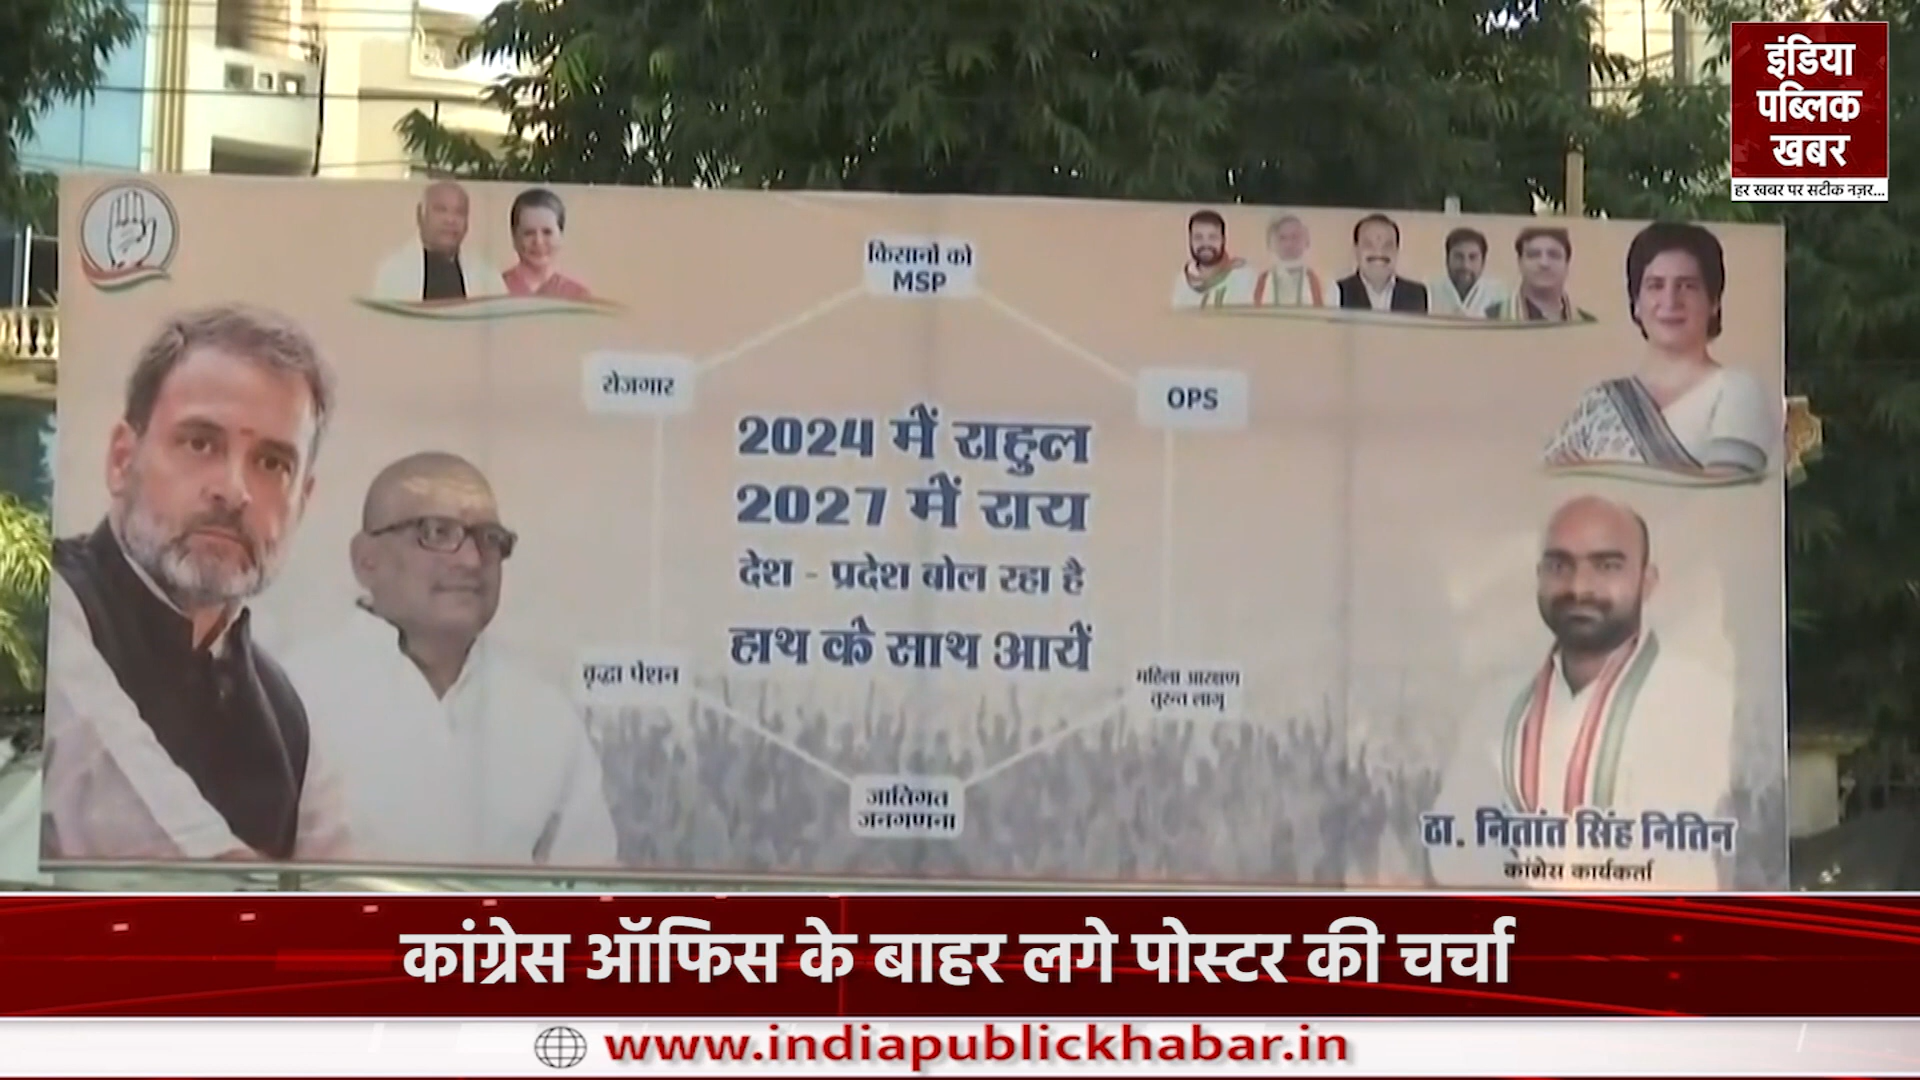 इंडिया
पब्लिक
खबर
हर खबर पर सटीक नज़र...
किसानों को
MSP
रोजगार
OPS
2024 में राहुल
2027 में राय
देश - प्रदेश बोल रहा है
हाथ के साथ आयें
वृद्धा पेंशन
महिला आरक्षण
तुरन्त लागू
जातिगत
जनगणना
ठा. नितांत सिंह नितिन
कांग्रेस कार्यकर्ता
कांग्रेस ऑफिस के बाहर लगे पोस्टर की चर्चा
www.indiapublickhabar.in